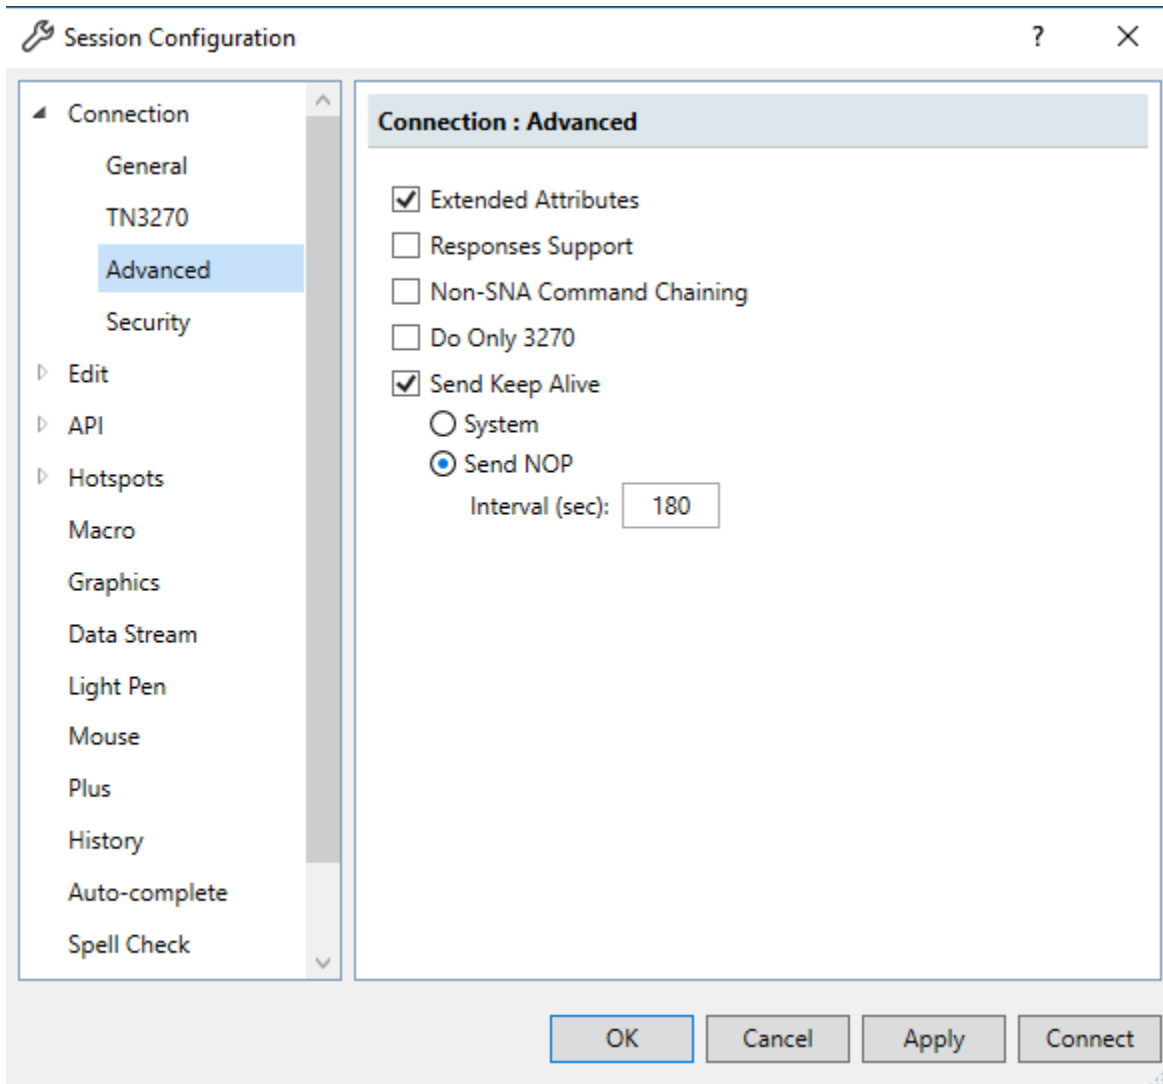 Session Configuration
?
Connection
General
TN3270
Advanced
Security
Edit
API
Hotspots
Macro
Graphics
Data Stream
Light Pen
Mouse
Plus
History
Auto-complete
Spell Check
Connection : Advanced
Extended Attributes
Responses Support
Non-SNA Command Chaining
Do Only 3270
Send Keep Alive
System
Send NOP
Interval (sec): 180
OK Cancel Apply Connect